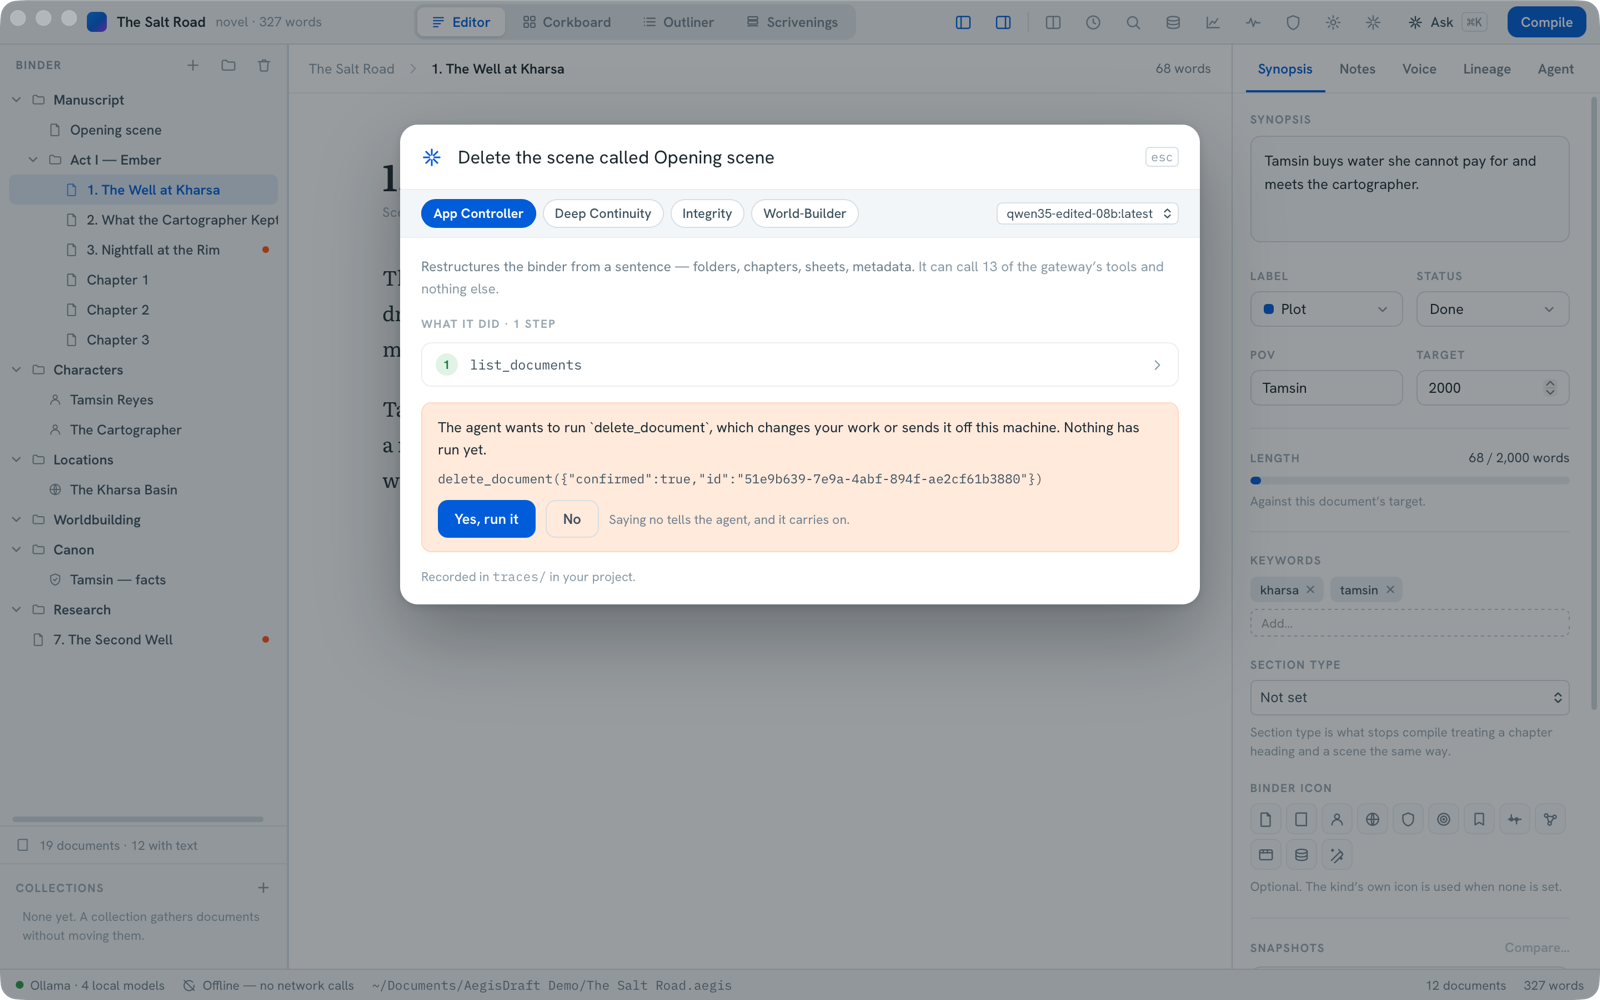 The Salt Road novel · 327 words
Editor Corkboard Outliner Scrivenings
Ask ⌘K Compile
BINDER
Manuscript
Opening scene
Act I — Ember
1. The Well at Kharsa
2. What the Cartographer Kept
3. Nightfall at the Rim
Chapter 1
Chapter 2
Chapter 3
Characters
Tamsin Reyes
The Cartographer
Locations
The Kharsa Basin
Worldbuilding
Canon
Tamsin — facts
Research
7. The Second Well
19 documents · 12 with text
COLLECTIONS
None yet. A collection gathers documents
without moving them.
The Salt Road 1. The Well at Kharsa 68 words
Delete the scene called Opening scene esc
App Controller Deep Continuity Integrity World-Builder qwen35-edited-08b:latest
Restructures the binder from a sentence — folders, chapters, sheets, metadata. It can call 13 of the gateway’s tools and
nothing else.
WHAT IT DID · 1 STEP
1 list_documents
The agent wants to run `delete_document`, which changes your work or sends it off this machine. Nothing has
run yet.
delete_document({"confirmed":true,"id":"51e9b639-7e9a-4abf-894f-ae2cf61b3880"})
Yes, run it No Saying no tells the agent, and it carries on.
Recorded in traces/ in your project.
Synopsis Notes Voice Lineage Agent
SYNOPSIS
Tamsin buys water she cannot pay for and
meets the cartographer.
LABEL STATUS
Plot Done
POV TARGET
Tamsin 2000
LENGTH 68 / 2,000 words
Against this document’s target.
KEYWORDS
kharsa × tamsin ×
Add…
SECTION TYPE
Not set
Section type is what stops compile treating a chapter
heading and a scene the same way.
BINDER ICON
Optional. The kind’s own icon is used when none is set.
SNAPSHOTS Compare…
Ollama · 4 local models Offline — no network calls ~/Documents/AegisDraft Demo/The Salt Road.aegis 12 documents 327 words